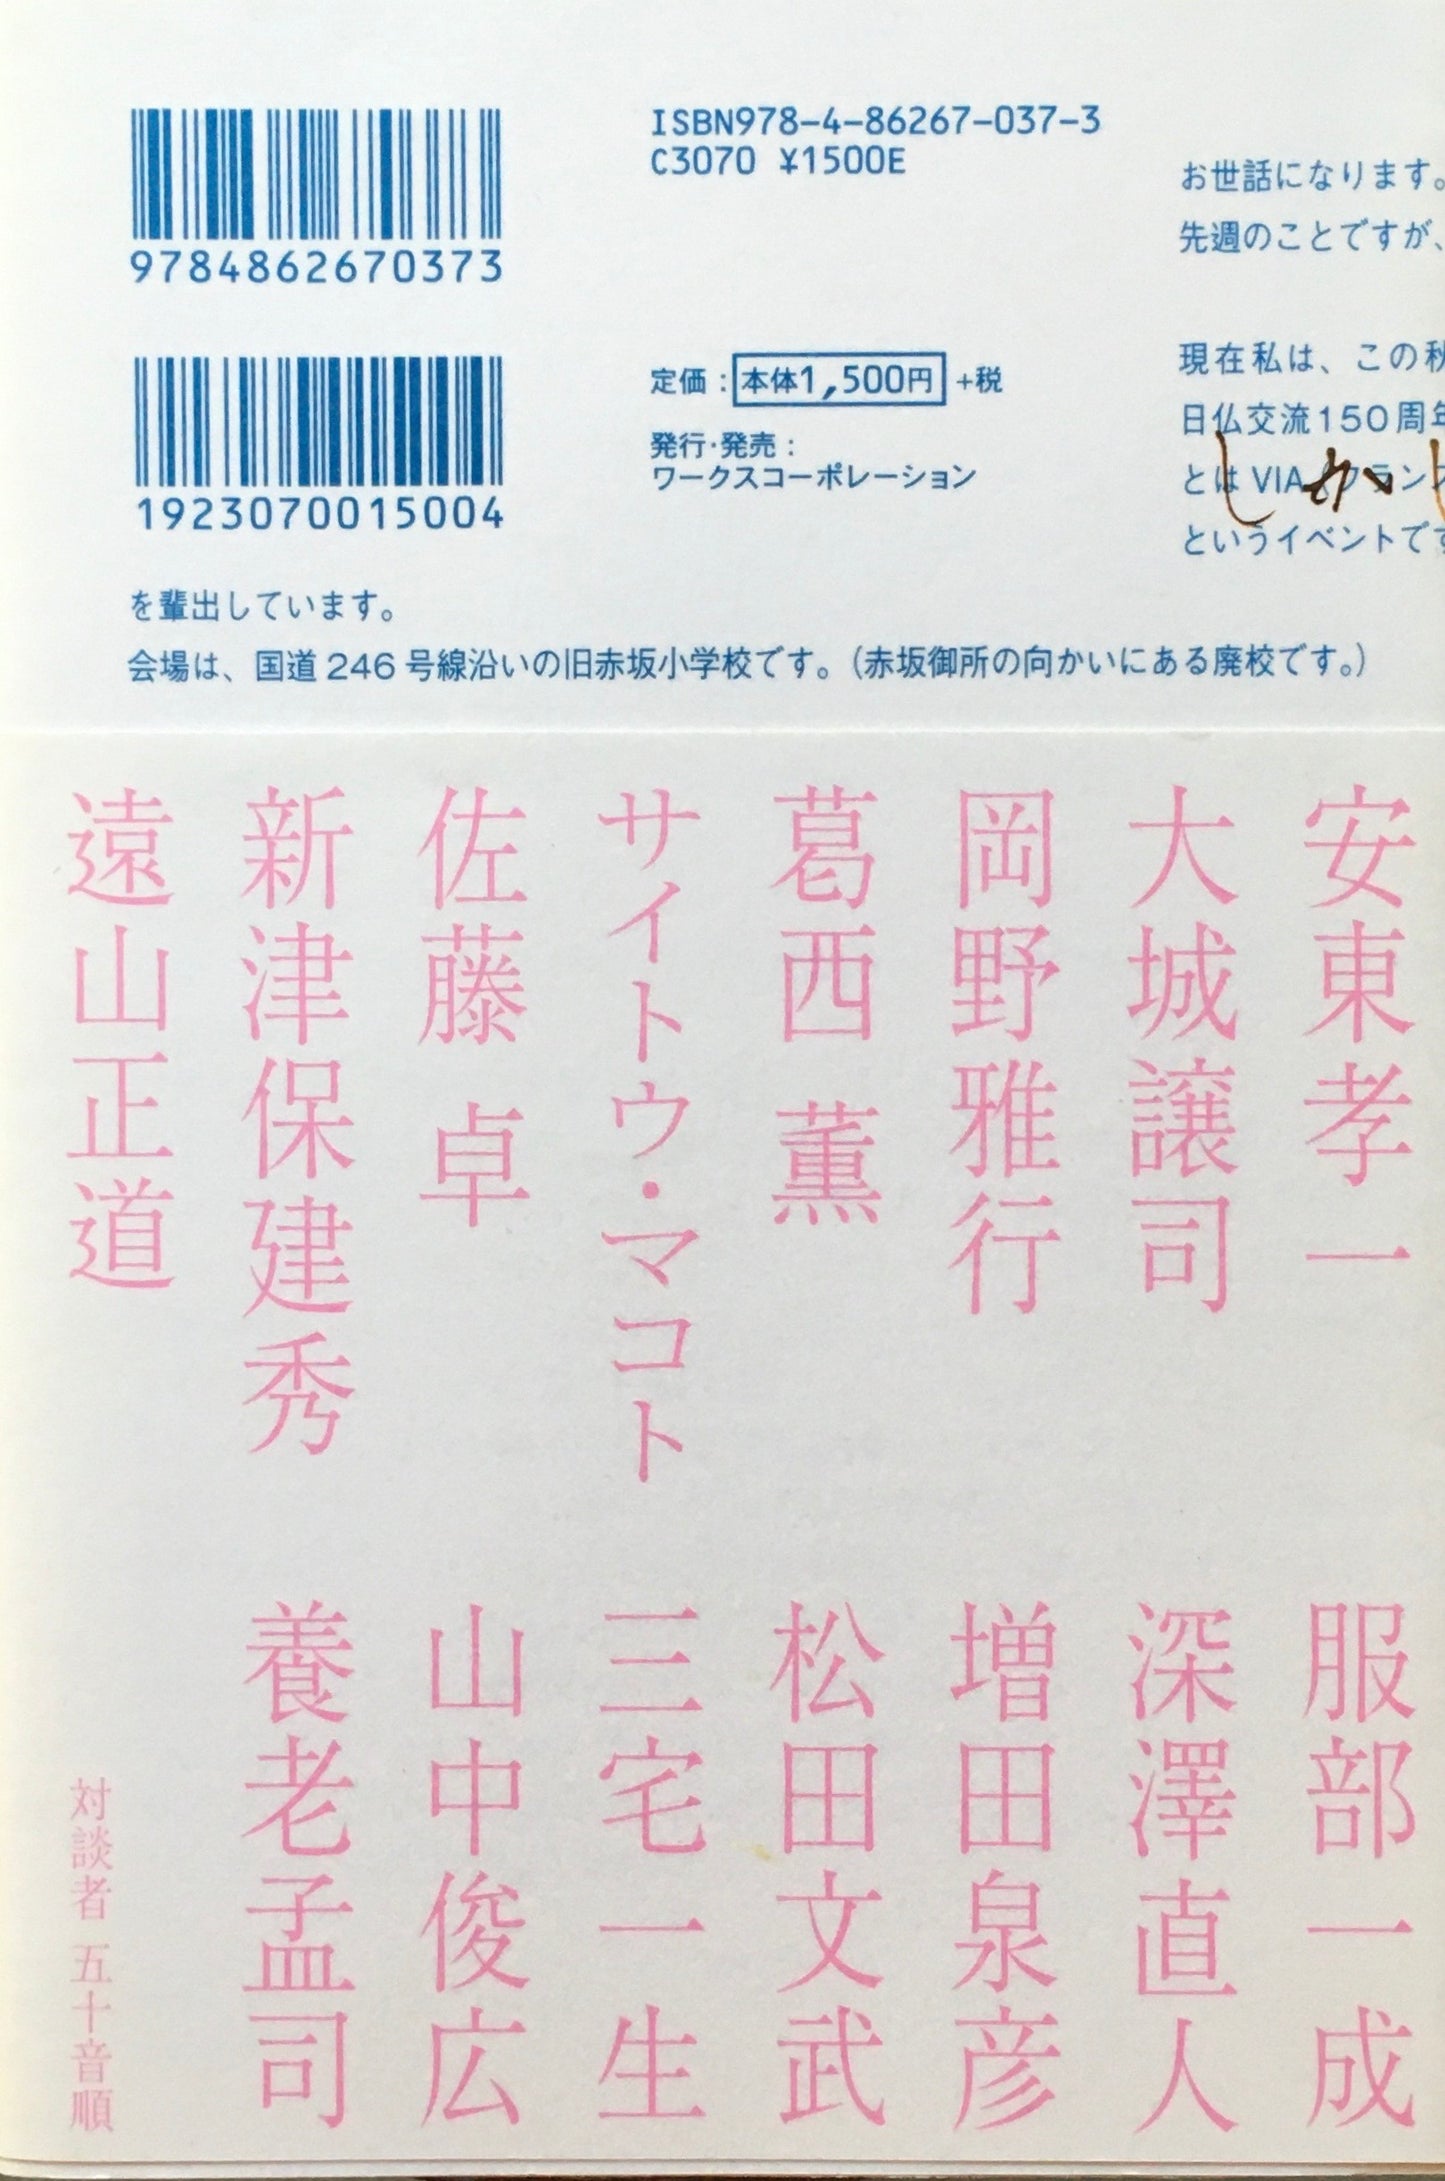 9784862670373
ISBN978-4-86267-037-3
C3070 ¥1500E
1923070015004
定価：本体1,500円+税
発行・発売：
ワークスコーポレーション
お世話になります。
先週のことですが、
現在私は、この秋
日仏交流150周年
とは VIA
というイベントです
を輩出しています。
会場は、国道 246 号線沿いの旧赤坂小学校です。（赤坂御所の向かいにある廃校です。）
安東孝一
大城譲司
岡野雅行
葛西 薫
サイトウ・マコト
佐藤 卓
新津保建秀
遠山正道
服部一成
深澤直人
増田泉彦
松田文武
三宅一生
山中俊広
養老孟司
対談者 五十音順